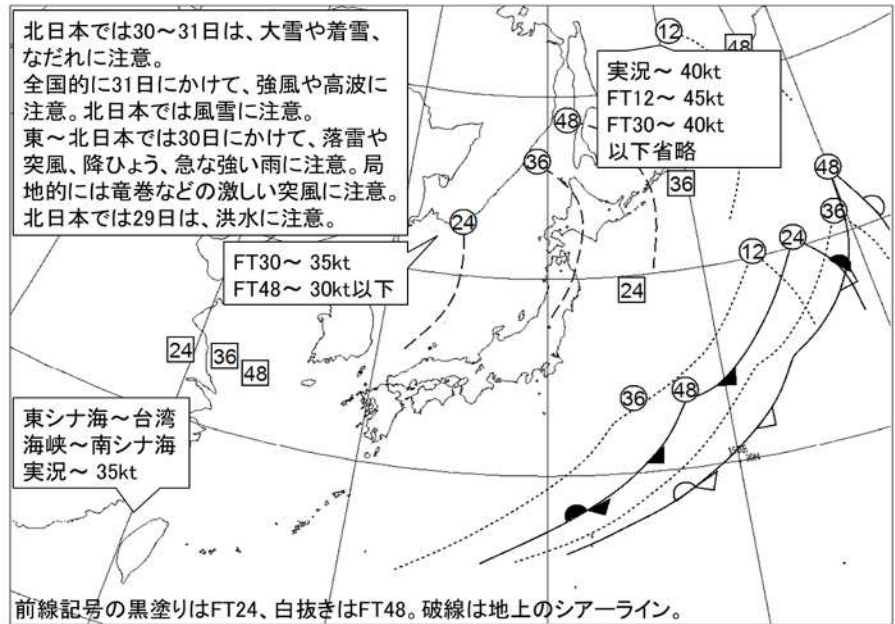 北日本では30～31日は、大雪や着雪、
なだれに注意。
全国的に31日にかけて、強風や高波に
注意。北日本では風雪に注意。
東～北日本では30日にかけて、落雷や
突風、降ひょう、急な強い雨に注意。局
地的には竜巻などの激しい突風に注意。
北日本では29日は、洪水に注意。
12
48
実況～ 40kt
FT12～ 45kt
FT30～ 40kt
以下省略
48
36
36
48
36
24
24
12
FT30～ 35kt
FT48～ 30kt以下
24
24
36
48
36
48
東シナ海～台湾
海峡～南シナ海
実況～ 35kt
150E
30N
前線記号の黒塗りはFT24、白抜きはFT48。破線は地上のシアーライン。